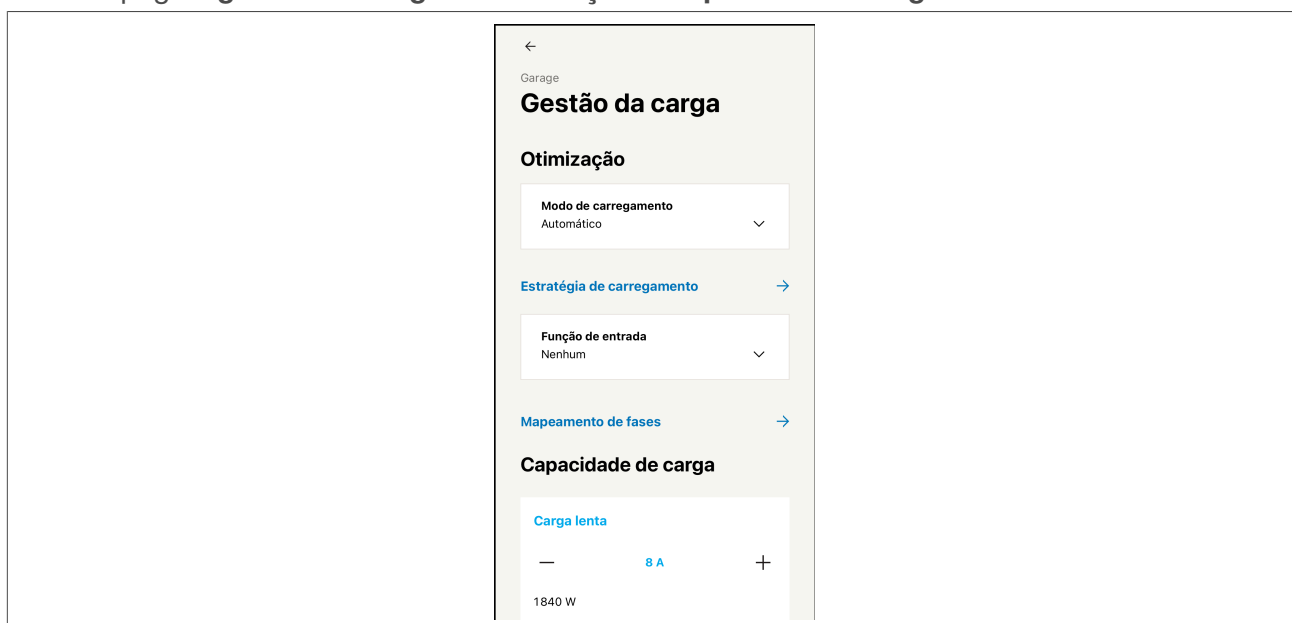 ←
Garage
Gestão da carga
Otimização
Modo de carregamento
Automático
Estratégia de carregamento →
Função de entrada
Nenhum
Mapeamento de fases →
Capacidade de carga
Carga lenta
— 8 A +
1840 W